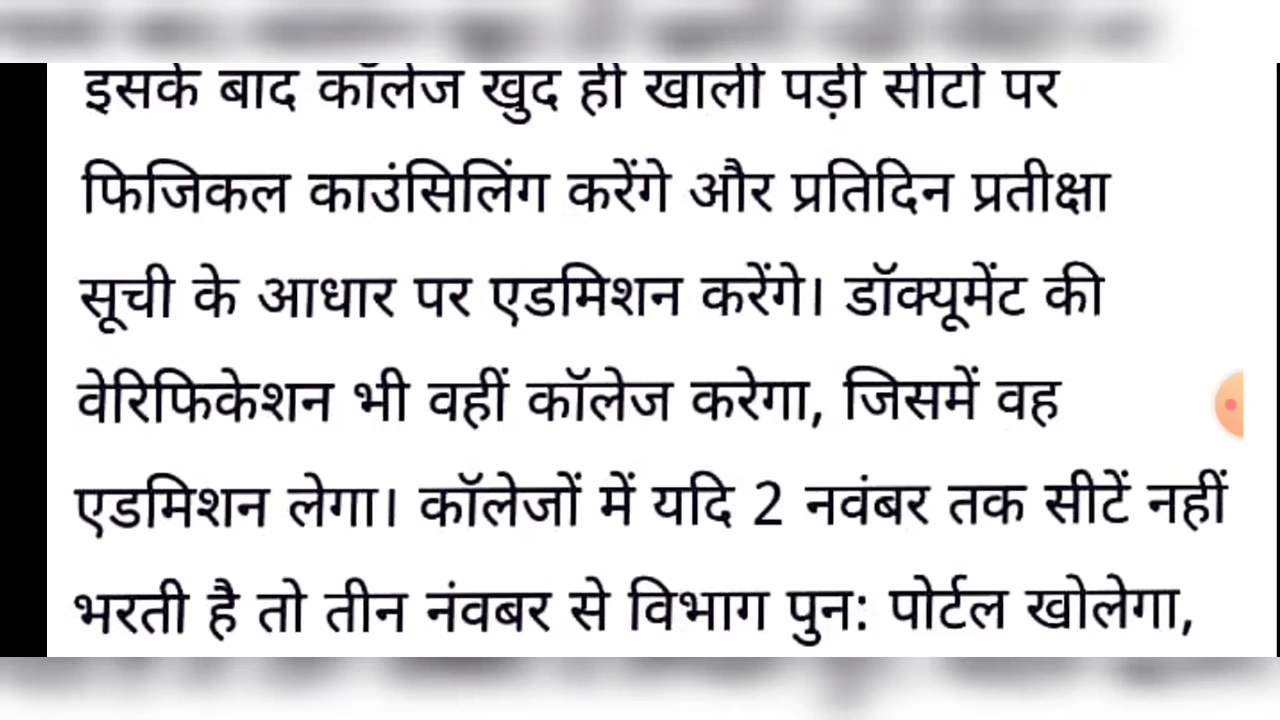 इसके बाद कॉलेज खुद ही खाली पड़ी सीटों पर
फिजिकल काउंसिलिंग करेंगे और प्रतिदिन प्रतीक्षा
सूची के आधार पर एडमिशन करेंगे। डॉक्यूमेंट की
वेरिफिकेशन भी वहीं कॉलेज करेगा, जिसमें वह
एडमिशन लेगा। कॉलेजों में यदि 2 नवंबर तक सीटें नहीं
भरती है तो तीन नंवबर से विभाग पुन: पोर्टल खोलेगा,